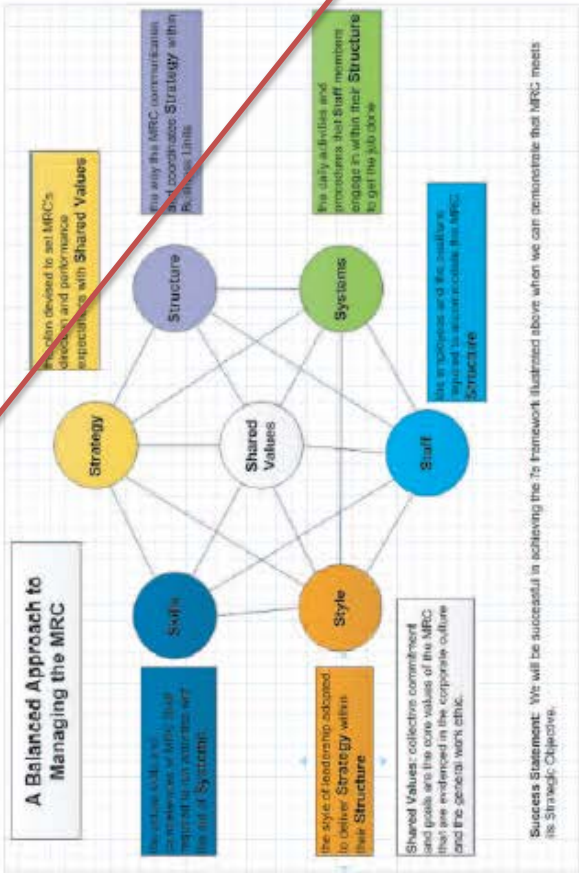 A Balanced Approach to
Managing the MRC
the plan devised to set MRC's
direction and performance
expectations with Shared Values
the way the MRC communicates
and coordinates Strategy within
Business Units
Strategy
Skills
Structure
Shared
Values
Style
Systems
Staff
the style of leadership adopted
to deliver Strategy within
their Structure
the daily activities and
procedures that Staff members
engage in within their Structure
to get the job done
the employees and the positions
required to accommodate the MRC
Structure
Systems
Shared Values: collective commitment
and goals are the core values of the MRC
that are evidenced in the corporate culture
and the general work ethic.
Success Statement: We will be successful in achieving the 7s framework illustrated above when we can demonstrate that MRC meets
its Strategic Objective.